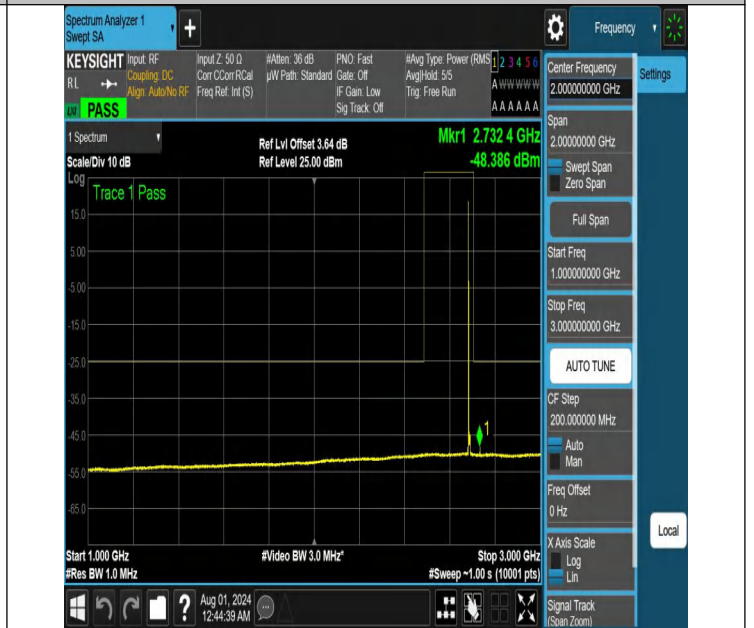 Spectrum Analyzer 1
Swept SA
Frequency
KEYSIGHT
RL
Input: RF
Coupling: DC
Align: Auto/No RF
Input Z: 50 Ω
Corr CCorr RCal
Freq Ref: Int (S)
#Atten: 36 dB
µW Path: Standard
PNO: Fast
Gate: Off
IF Gain: Low
Sig Track: Off
#Avg Type: Power (RMS
Avg|Hold: 5/5
Trig: Free Run
1 2 3 4 5 6
A W W W W W
A A A A A A
LXI
PASS
1 Spectrum
Scale/Div 10 dB
Ref Lvl Offset 3.64 dB
Ref Level 25.00 dBm
Mkr1 2.732 4 GHz
-48.386 dBm
Log
Trace 1 Pass
15.0
5.00
-5.00
-15.0
-25.0
-35.0
-45.0
-55.0
-65.0
1
Start 1.000 GHz
#Res BW 1.0 MHz
#Video BW 3.0 MHz*
Stop 3.000 GHz
#Sweep ~1.00 s (10001 pts)
Aug 01, 2024
12:44:39 AM
Center Frequency
2.000000000 GHz
Settings
Span
2.00000000 GHz
Swept Span
Zero Span
Full Span
Start Freq
1.000000000 GHz
Stop Freq
3.000000000 GHz
AUTO TUNE
CF Step
200.000000 MHz
Auto
Man
Freq Offset
0 Hz
X Axis Scale
Log
Lin
Signal Track
(Span Zoom)
Local